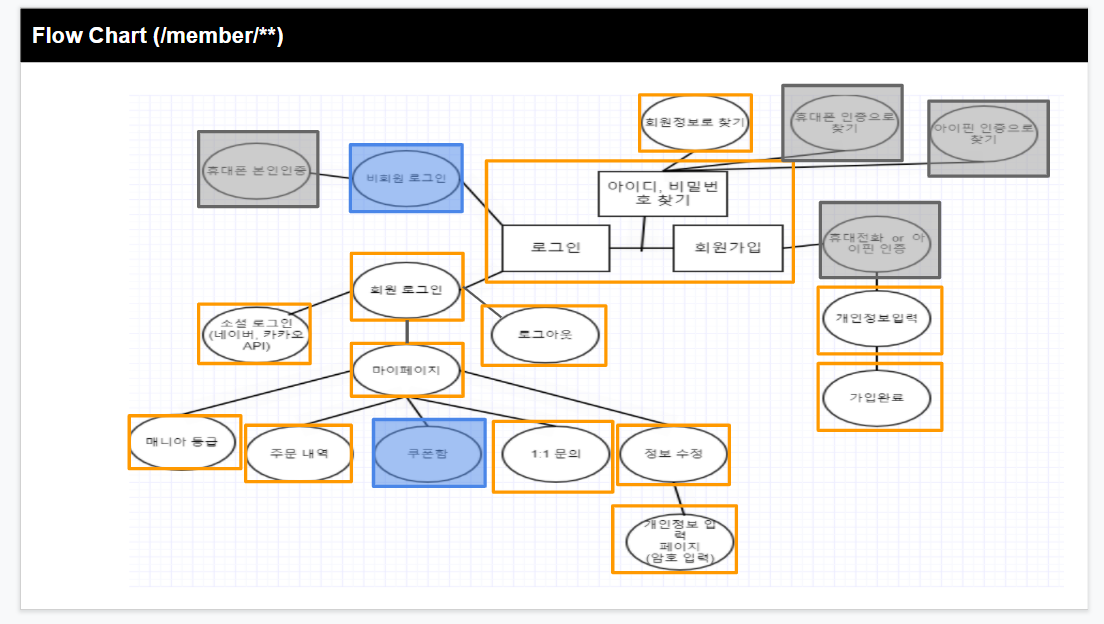 Flow Chart (/member/**)
회원정보로 찾기
휴대폰 인증으로
찾기
아이핀 인증으로
찾기
휴대폰 본인인증
비회원 로그인
아이디, 비밀번
호 찾기
로그인
회원가입
휴대전화 or 아
이핀 인증
회원 로그인
개인정보입력
소셜 로그인
(네이버, 카카오
API)
로그아웃
마이페이지
가입완료
매니아 등급
주문 내역
쿠폰함
1:1 문의
정보 수정
개인정보 입
력
페이지
(암호 입력)